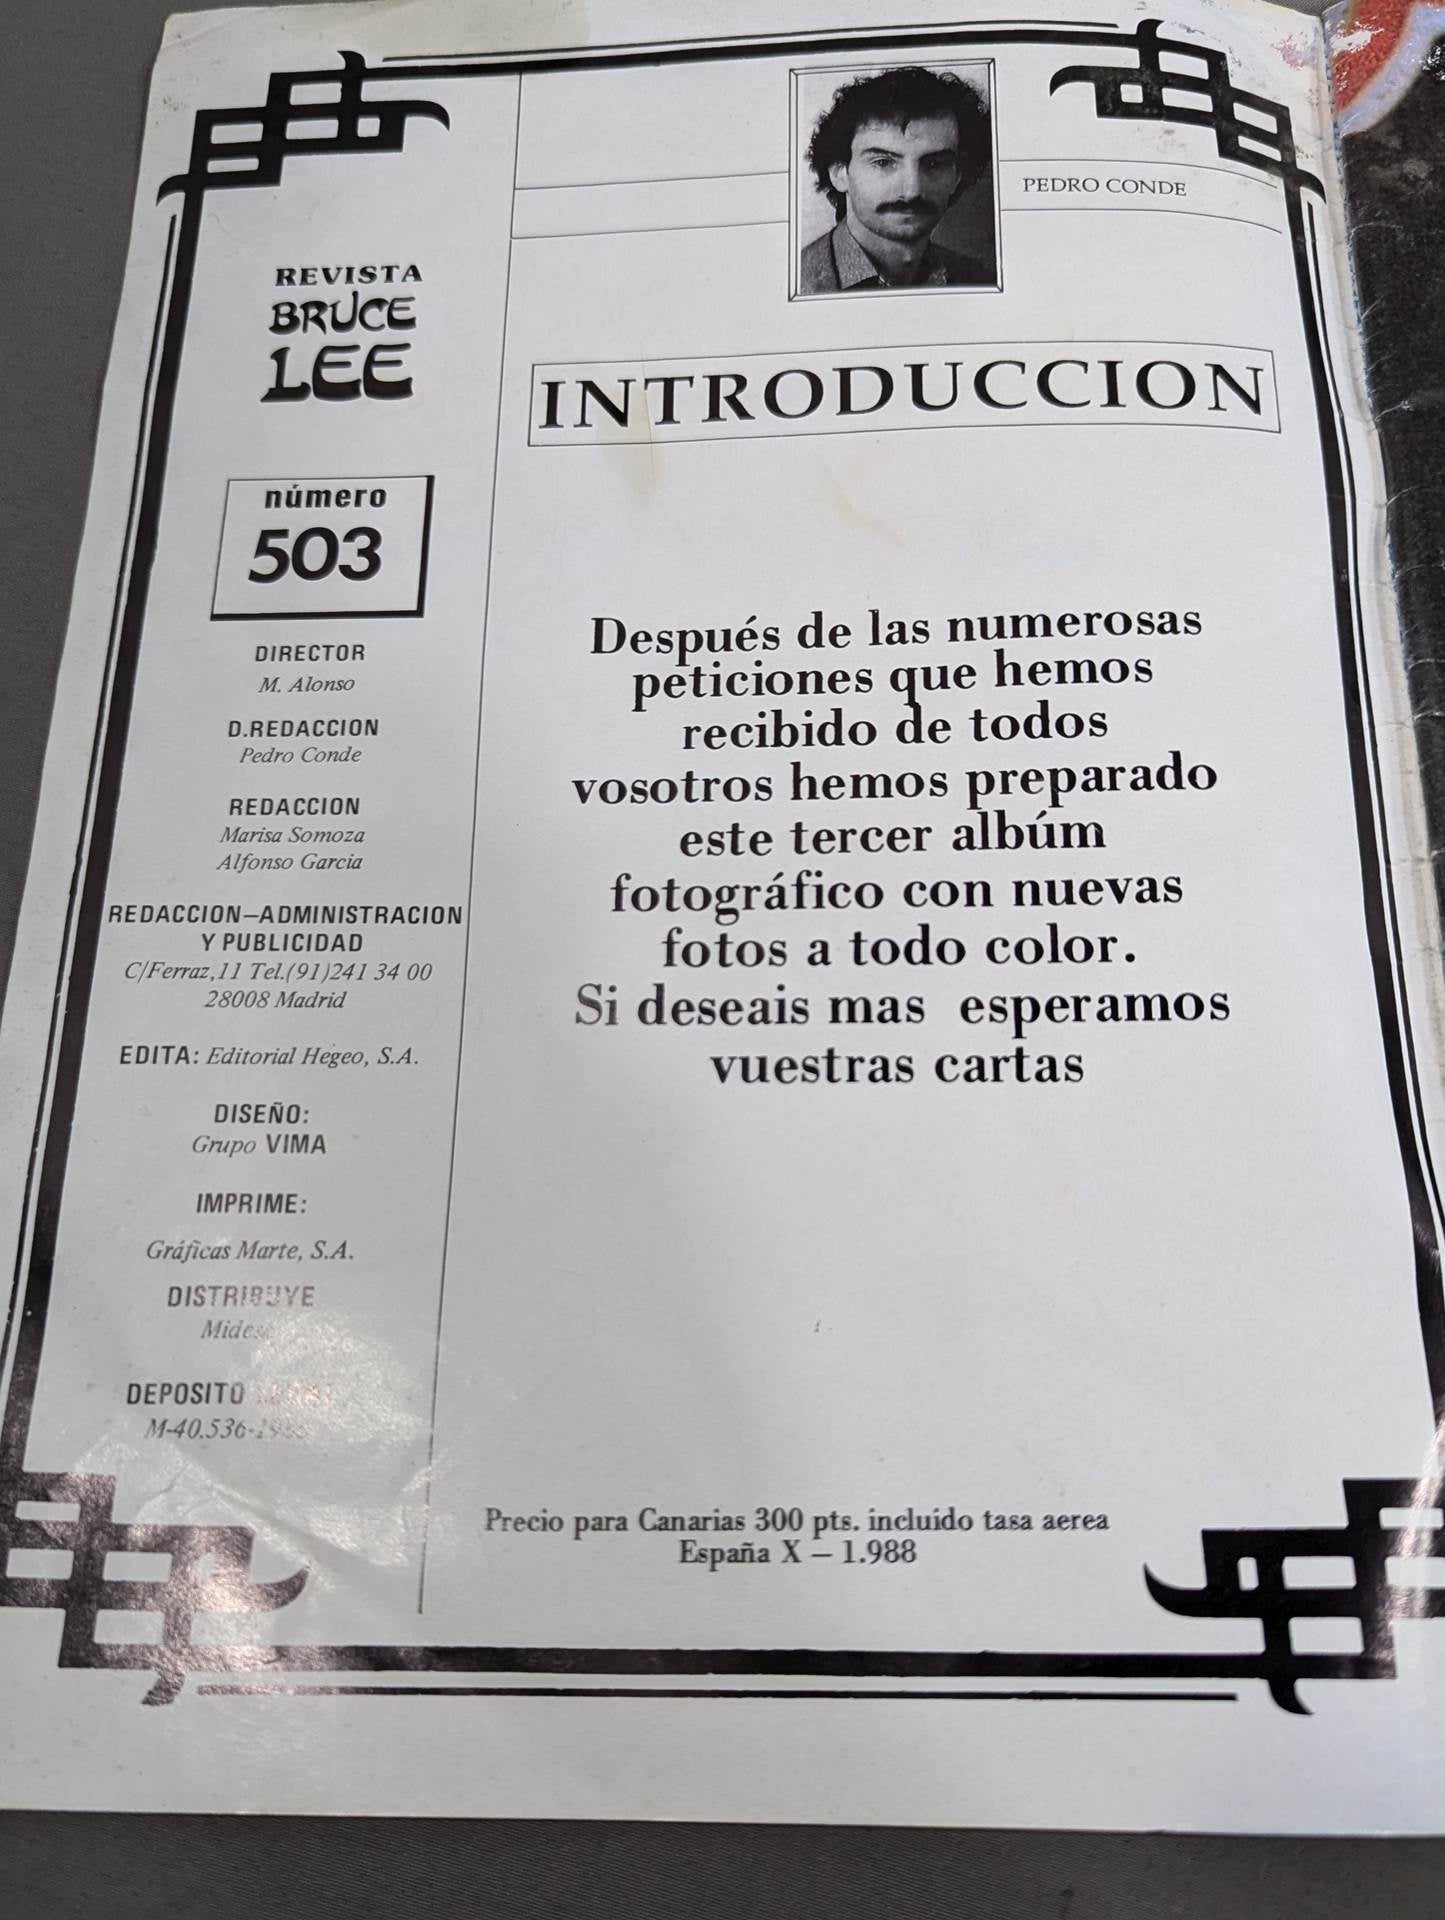 PEDRO CONDE
REVISTA
BRUCE
LEE
número
503
DIRECTOR
M. Alonso
D.REDACCION
Pedro Conde
REDACCION
Marisa Somoza
Alfonso Garcia
REDACCION–ADMINISTRACION
Y PUBLICIDAD
C/Ferraz,11 Tel.(91)241 34 00
28008 Madrid
EDITA: Editorial Hegeo, S.A.
DISEÑO:
Grupo VIMA
IMPRIME:
Gráficas Marte, S.A.
DISTRIBUYE
DEPOSITO
INTRODUCCION
Después de las numerosas
peticiones que hemos
recibido de todos
vosotros hemos preparado
este tercer albúm
fotográfico con nuevas
fotos a todo color.
Si deseais mas esperamos
vuestras cartas
Precio para Canarias 300 pts. incluido tasa aerea
España X – 1.988